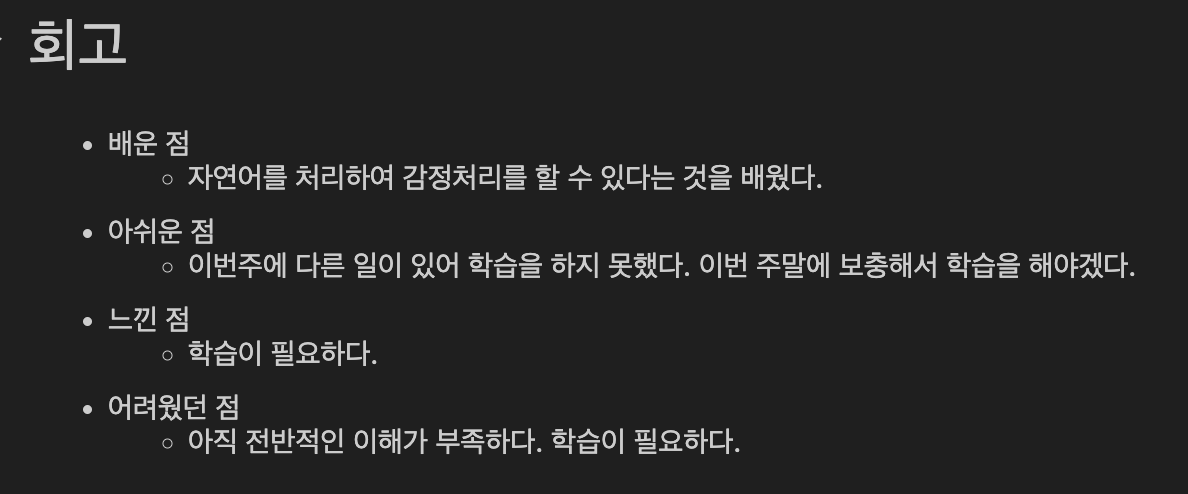 회고
배운 점
자연어를 처리하여 감정처리를 할 수 있다는 것을 배웠다.
아쉬운 점
이번주에 다른 일이 있어 학습을 하지 못했다. 이번 주말에 보충해서 학습을 해야겠다.
느낀 점
학습이 필요하다.
어려웠던 점
아직 전반적인 이해가 부족하다. 학습이 필요하다.